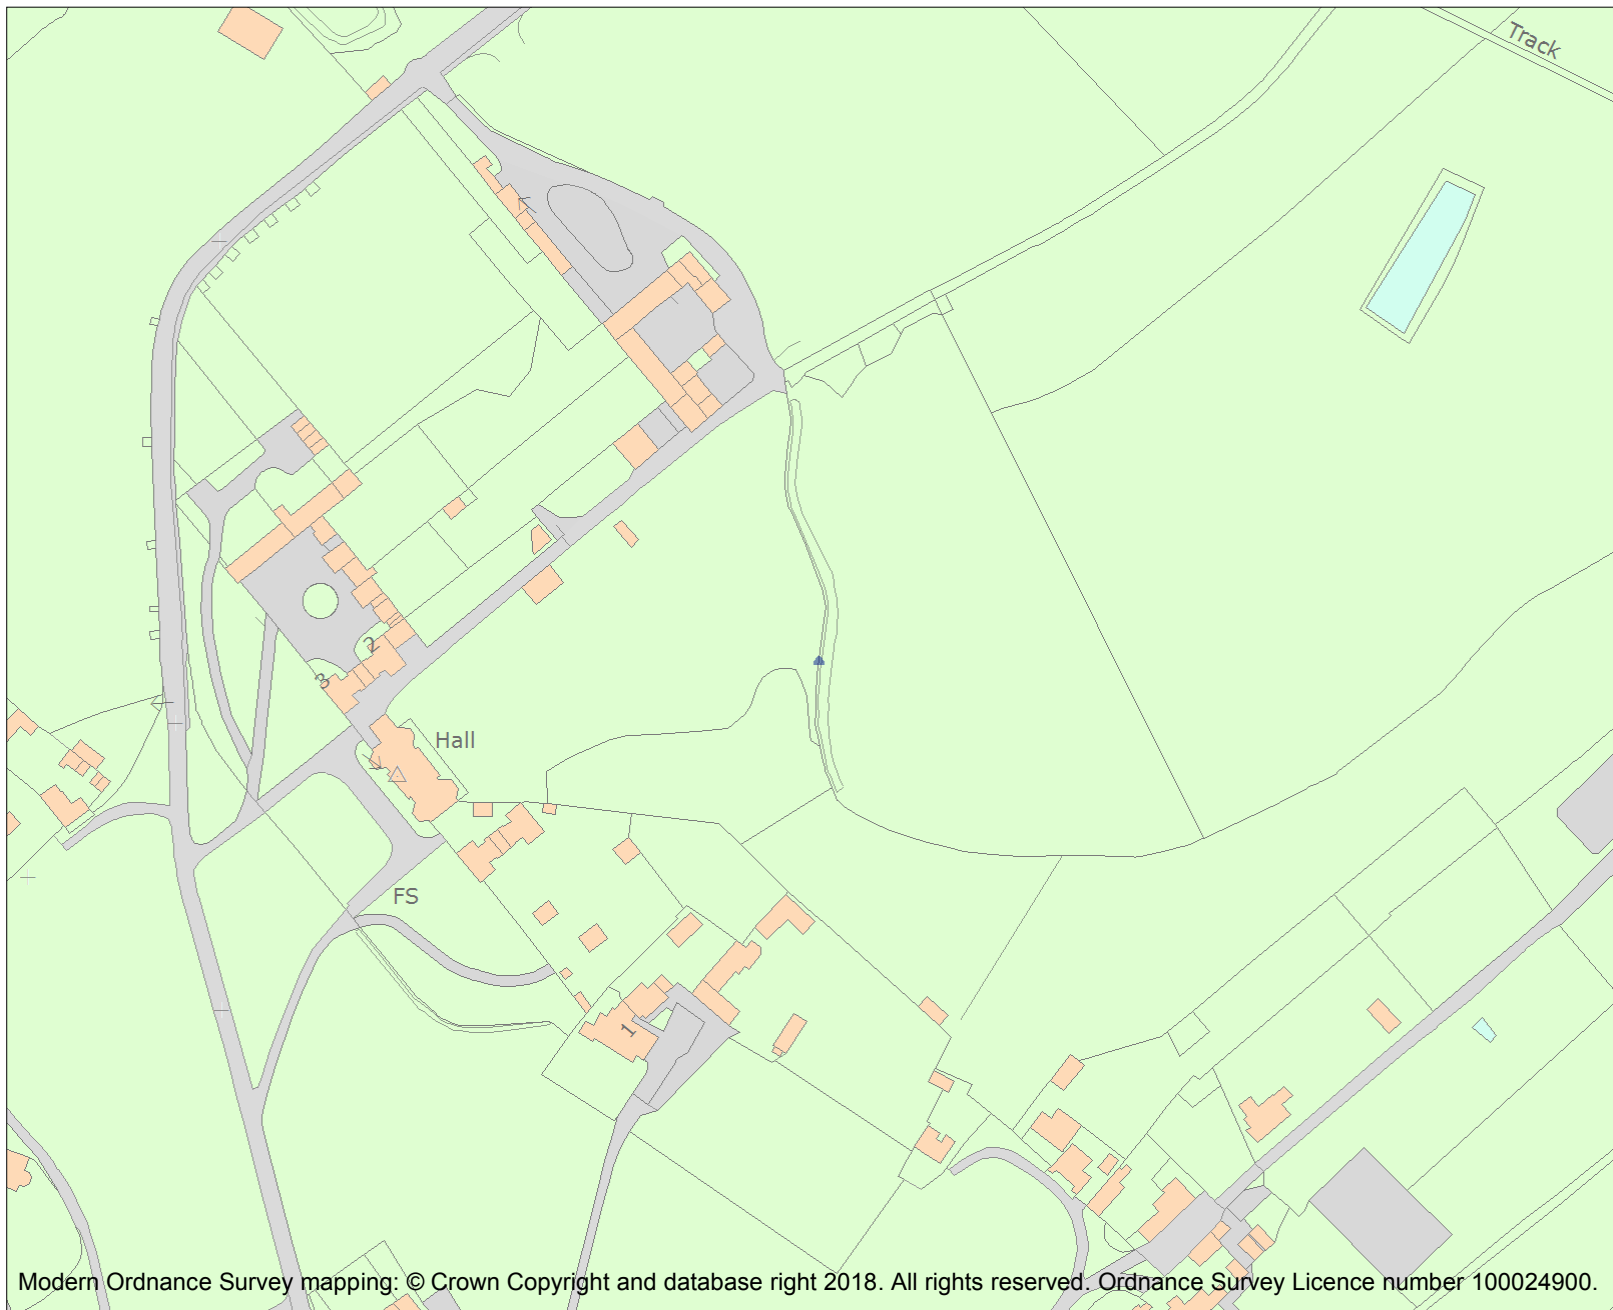 Track
2
3
Hall
FS
1
Modern Ordnance Survey mapping: © Crown Copyright and database right 2018. All rights reserved. Ordnance Survey Licence number 100024900.